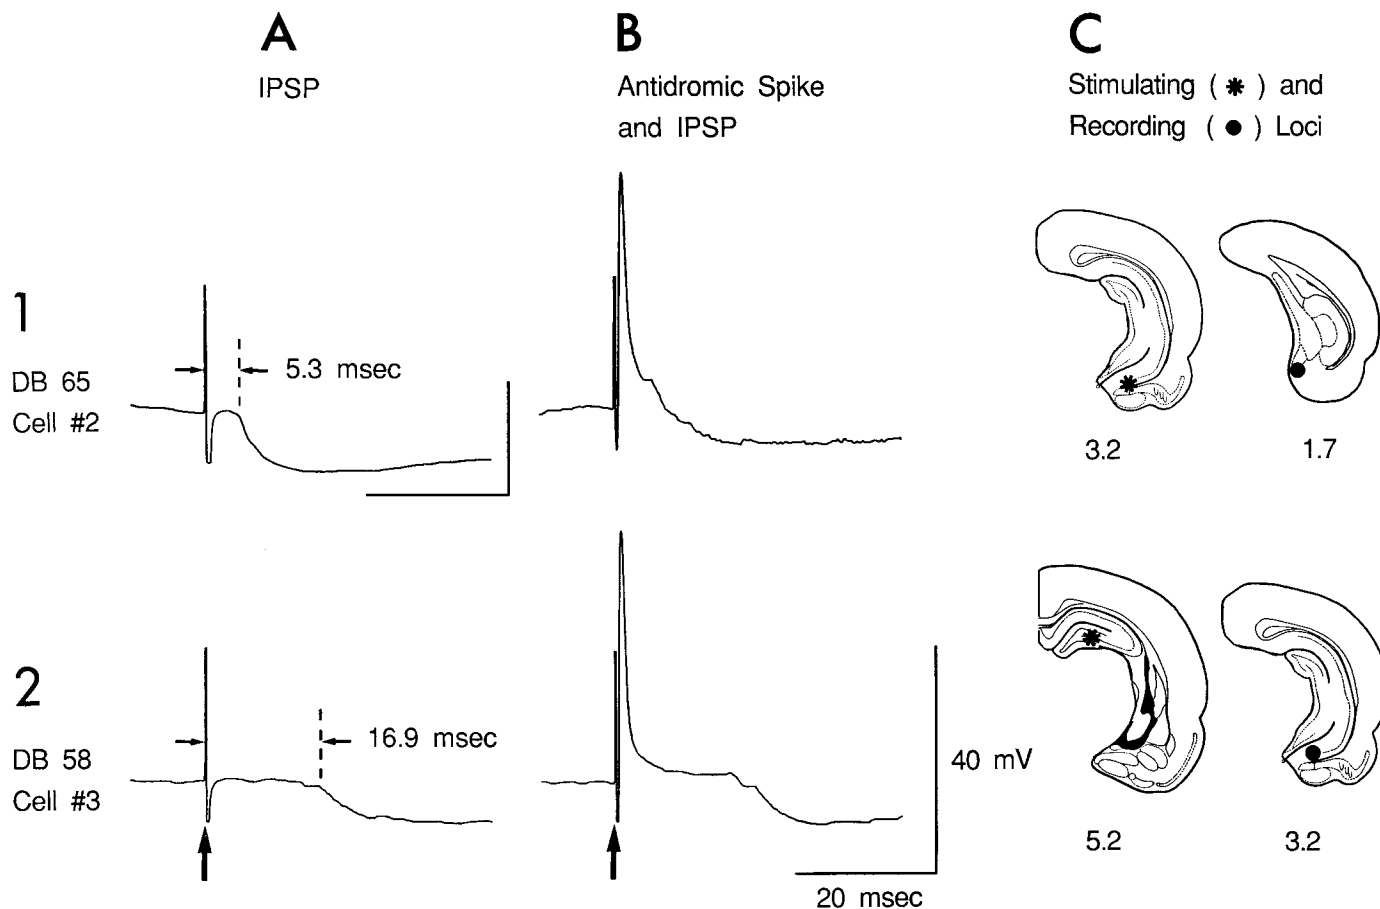 A
IPSP
B
Antidromic Spike
and IPSP
C
Stimulating ( * ) and
Recording ( ● ) Loci
1
DB 65
Cell #2
5.3 msec
3.2
1.7
2
DB 58
Cell #3
16.9 msec
40 mV
20 msec
5.2
3.2